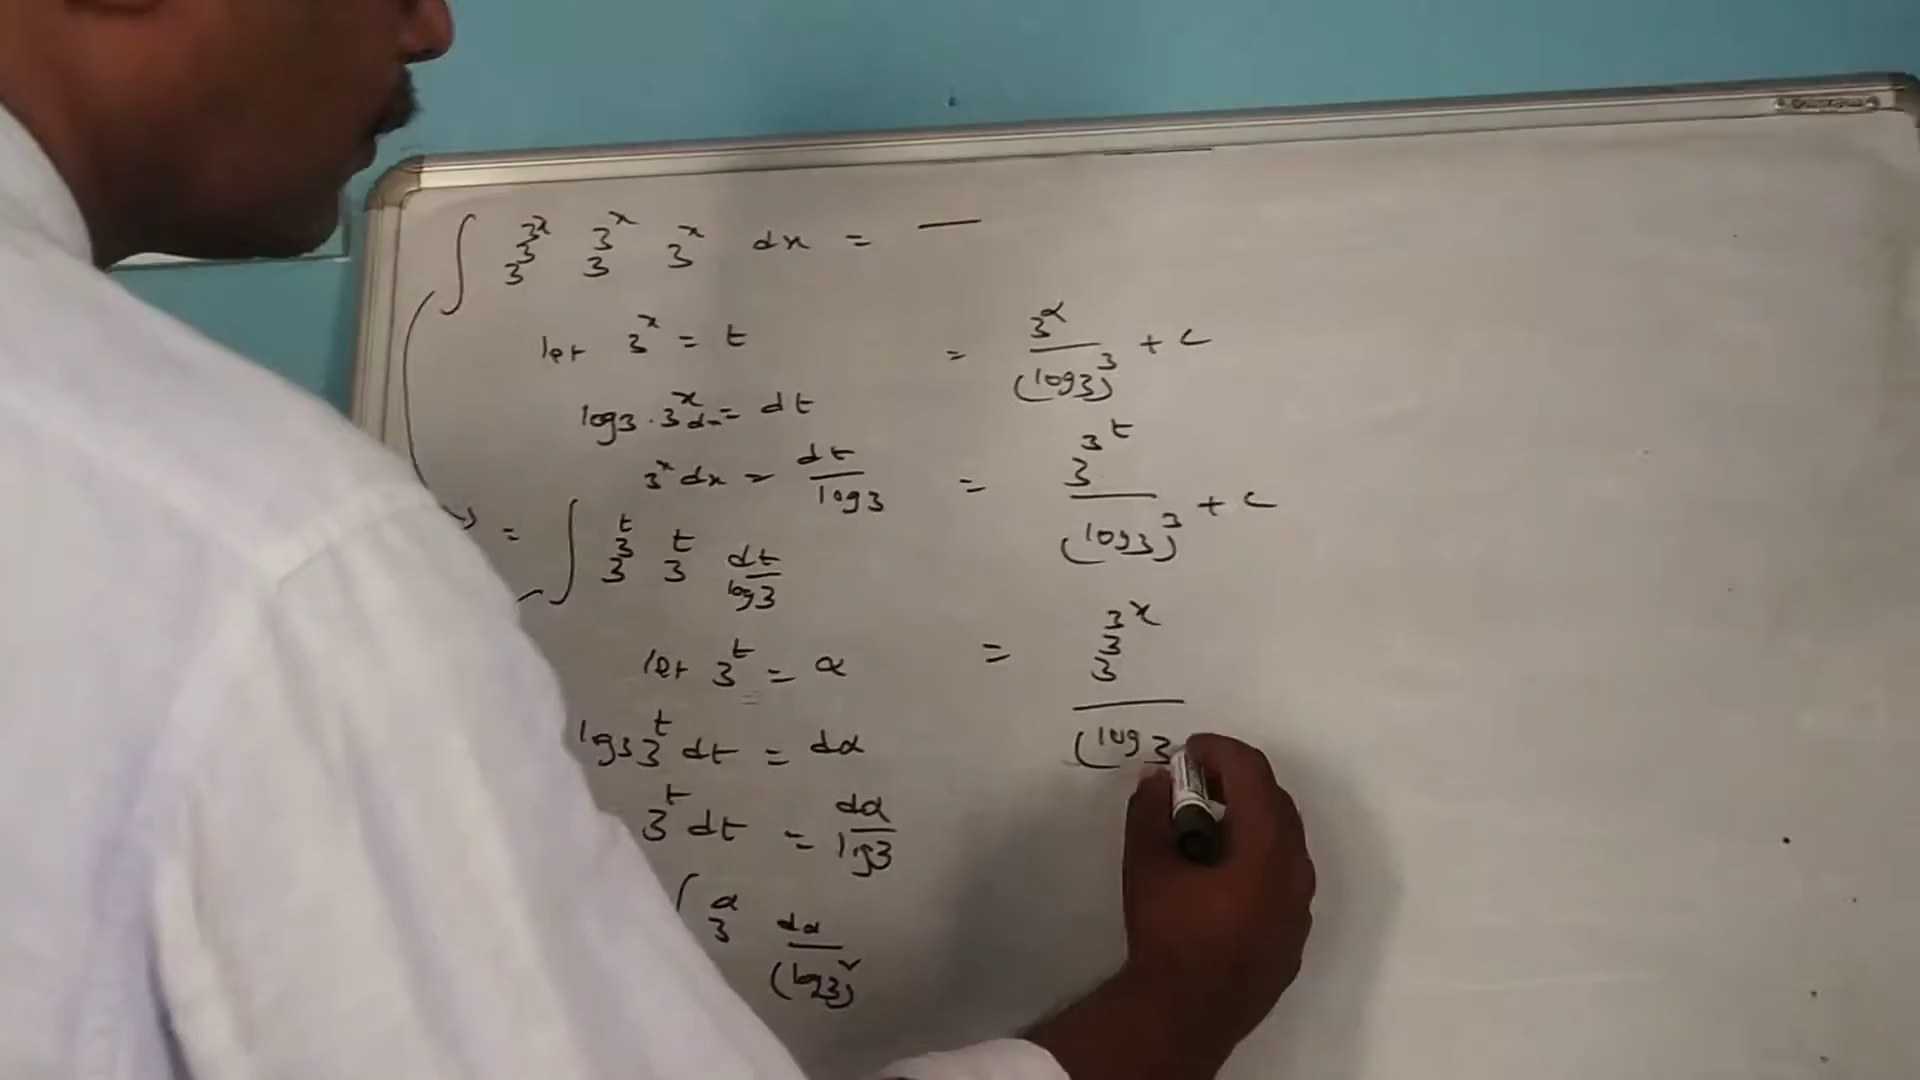 ∫ 3^3^3^x 3^3^x 3^x dx = —
let 3^x = t
log3 · 3^x dx = dt
3^x dx = dt/log3
= ∫ 3^3^t 3^t dt/log3
let 3^t = α
log3 3^t dt = dα
3^t dt = dα/log3
∫ 3^α dα/(log3)^2
= 3^α/(log3)^3 + c
= 3^3^t/(log3)^3 + c
= 3^3^3^x/(log3